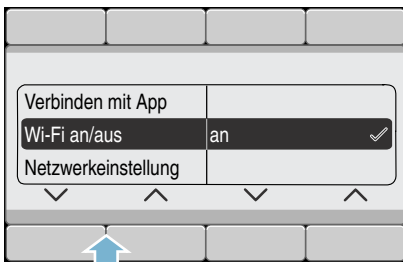 Verbinden mit App
Wi-Fi an/aus an
Netzwerkeinstellung